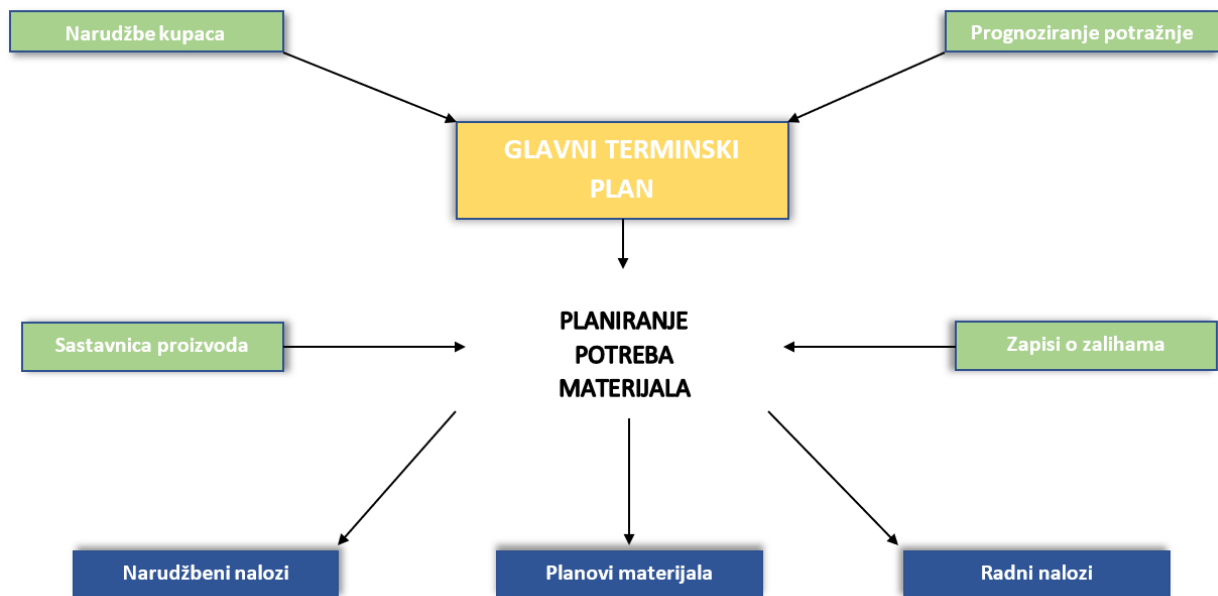 Narudžbe kupaca
Prognoziranje potražnje
GLAVNI TERMINSKI
PLAN
Sastavnica proizvoda
PLANIRANJE
POTREBA
MATERIJALA
Zapisi o zalihama
Narudžbeni nalozi
Planovi materijala
Radni nalozi